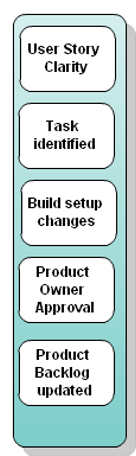 User Story
Clarity
Task
identified
Build setup
changes
Product
Owner
Approval
Product
Backlog
updated